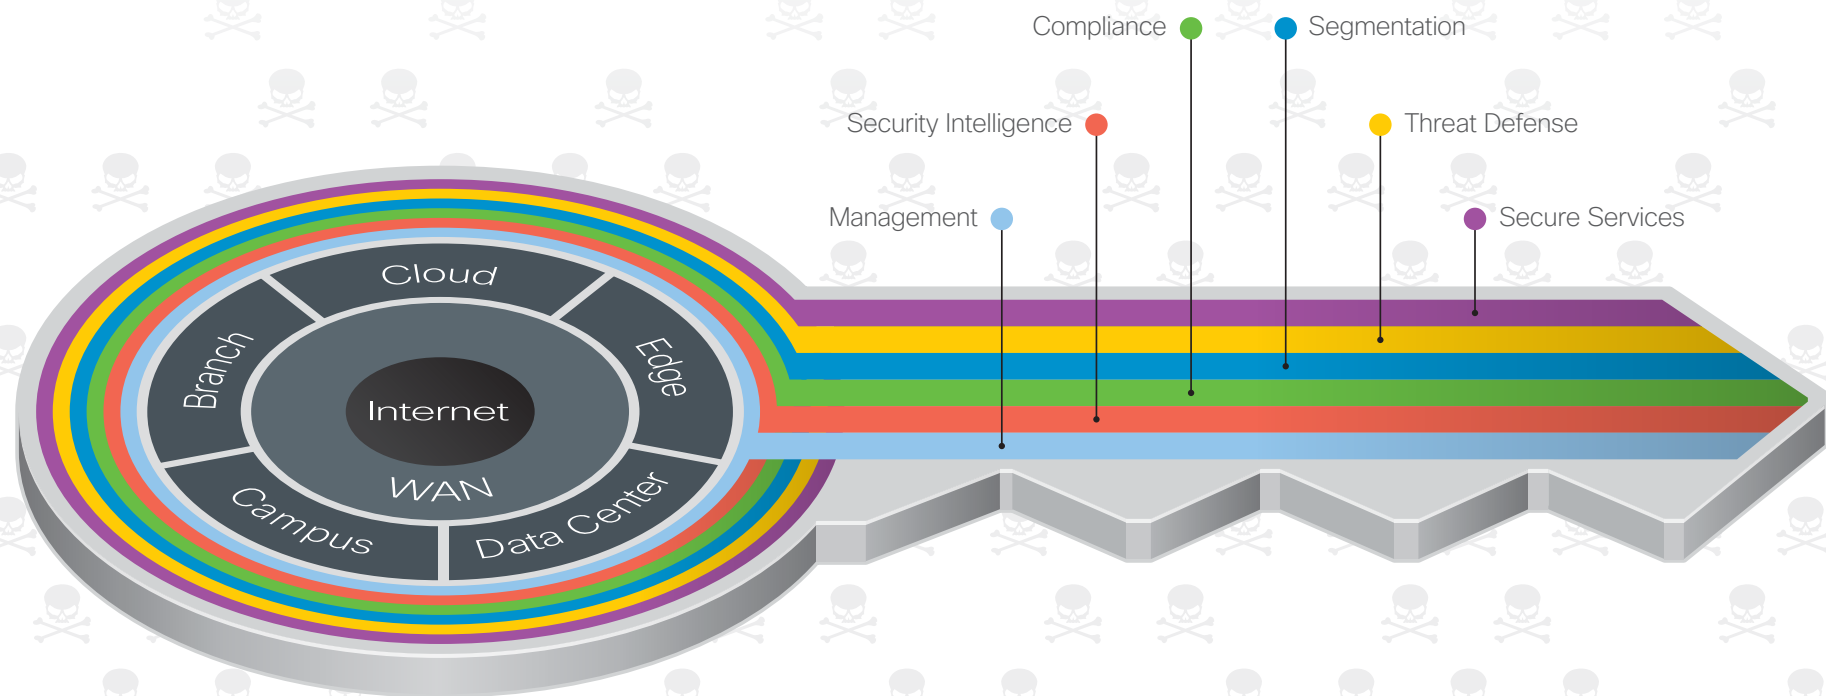 Compliance
Segmentation
Security Intelligence
Threat Defense
Management
Secure Services
Cloud
Branch
Edge
Internet
WAN
Campus
Data Center